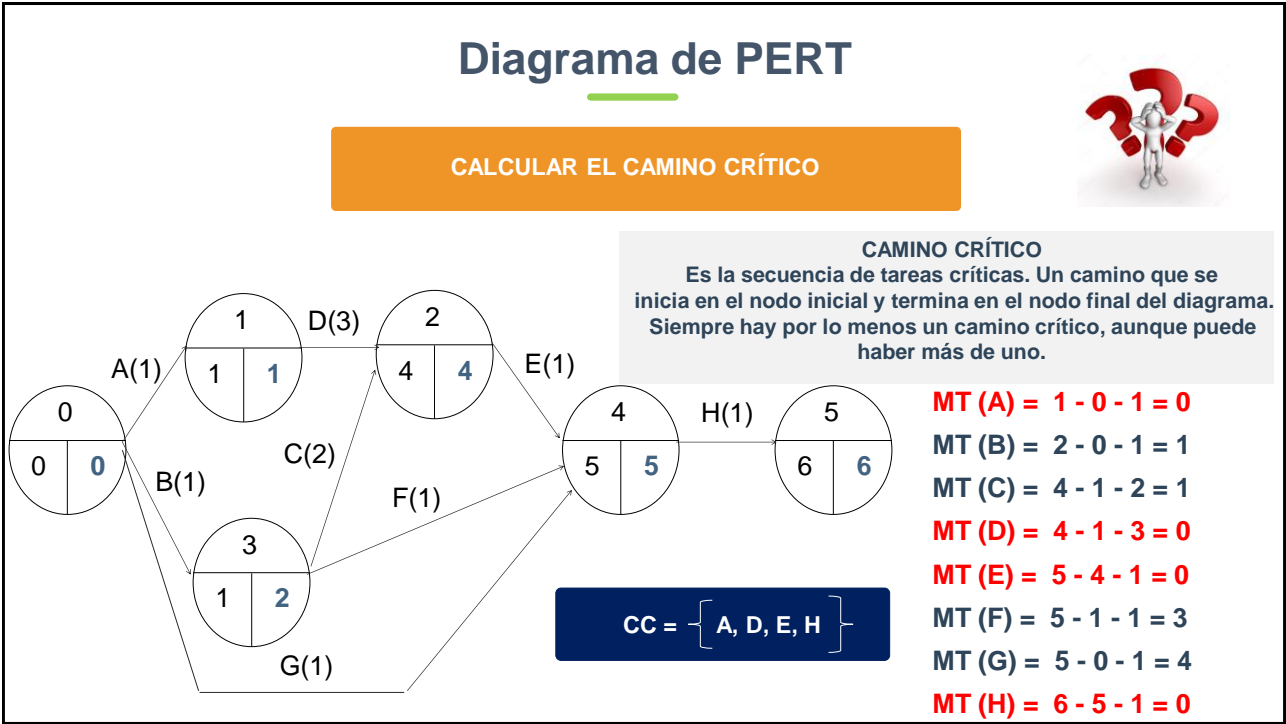 Diagrama de PERT
CALCULAR EL CAMINO CRÍTICO
CAMINO CRÍTICO
Es la secuencia de tareas críticas. Un camino que se
inicia en el nodo inicial y termina en el nodo final del diagrama.
Siempre hay por lo menos un camino crítico, aunque puede
haber más de uno.
1
1 1
D(3)
2
4 4
A(1)
E(1)
0
0 0
B(1)
C(2)
F(1)
4
5 5
H(1)
5
6 6
3
1 2
G(1)
CC = { A, D, E, H }
MT (A) = 1 - 0 - 1 = 0
MT (B) = 2 - 0 - 1 = 1
MT (C) = 4 - 1 - 2 = 1
MT (D) = 4 - 1 - 3 = 0
MT (E) = 5 - 4 - 1 = 0
MT (F) = 5 - 1 - 1 = 3
MT (G) = 5 - 0 - 1 = 4
MT (H) = 6 - 5 - 1 = 0